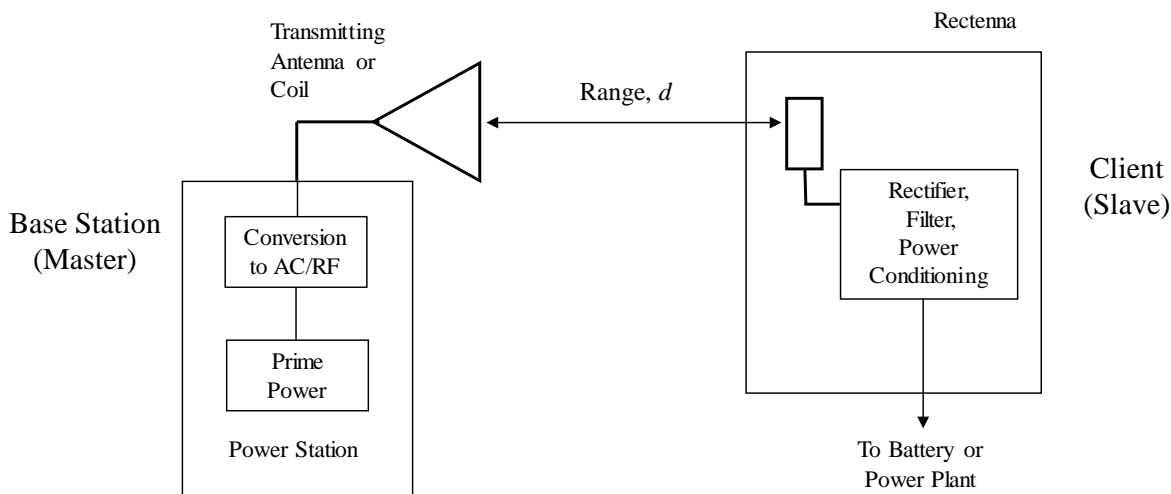 Transmitting
Antenna or
Coil
Rectenna
Range, d
Base Station
(Master)
Conversion
to AC/RF
Prime
Power
Power Station
Rectifier,
Filter,
Power
Conditioning
Client
(Slave)
To Battery or
Power Plant